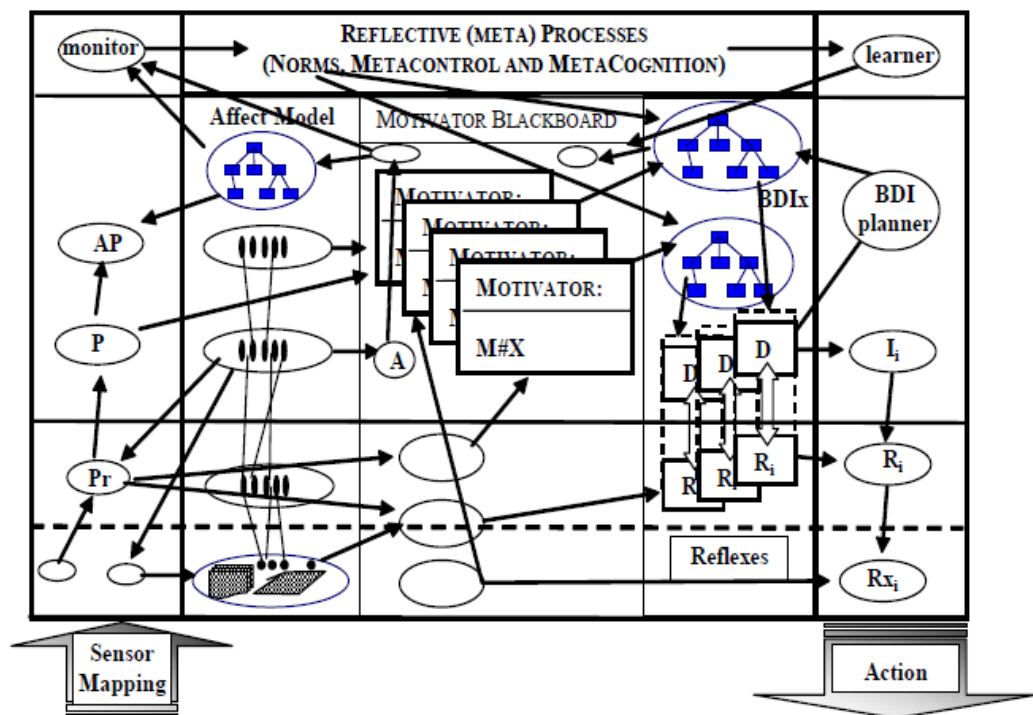 REFLECTIVE (META) PROCESSES
(NORMS, METACONTROL AND METACOGNITION)
monitor
learner
Affect Model
MOTIVATOR BLACKBOARD
MOTIVATOR:
MOTIVATOR:
MOTIVATOR:
MOTIVATOR:
M#X
BDIx
BDI
planner
AP
P
A
D
D
D
Ii
Pr
R
Ri
Ri
Ri
Reflexes
Rxi
Sensor
Mapping
Action